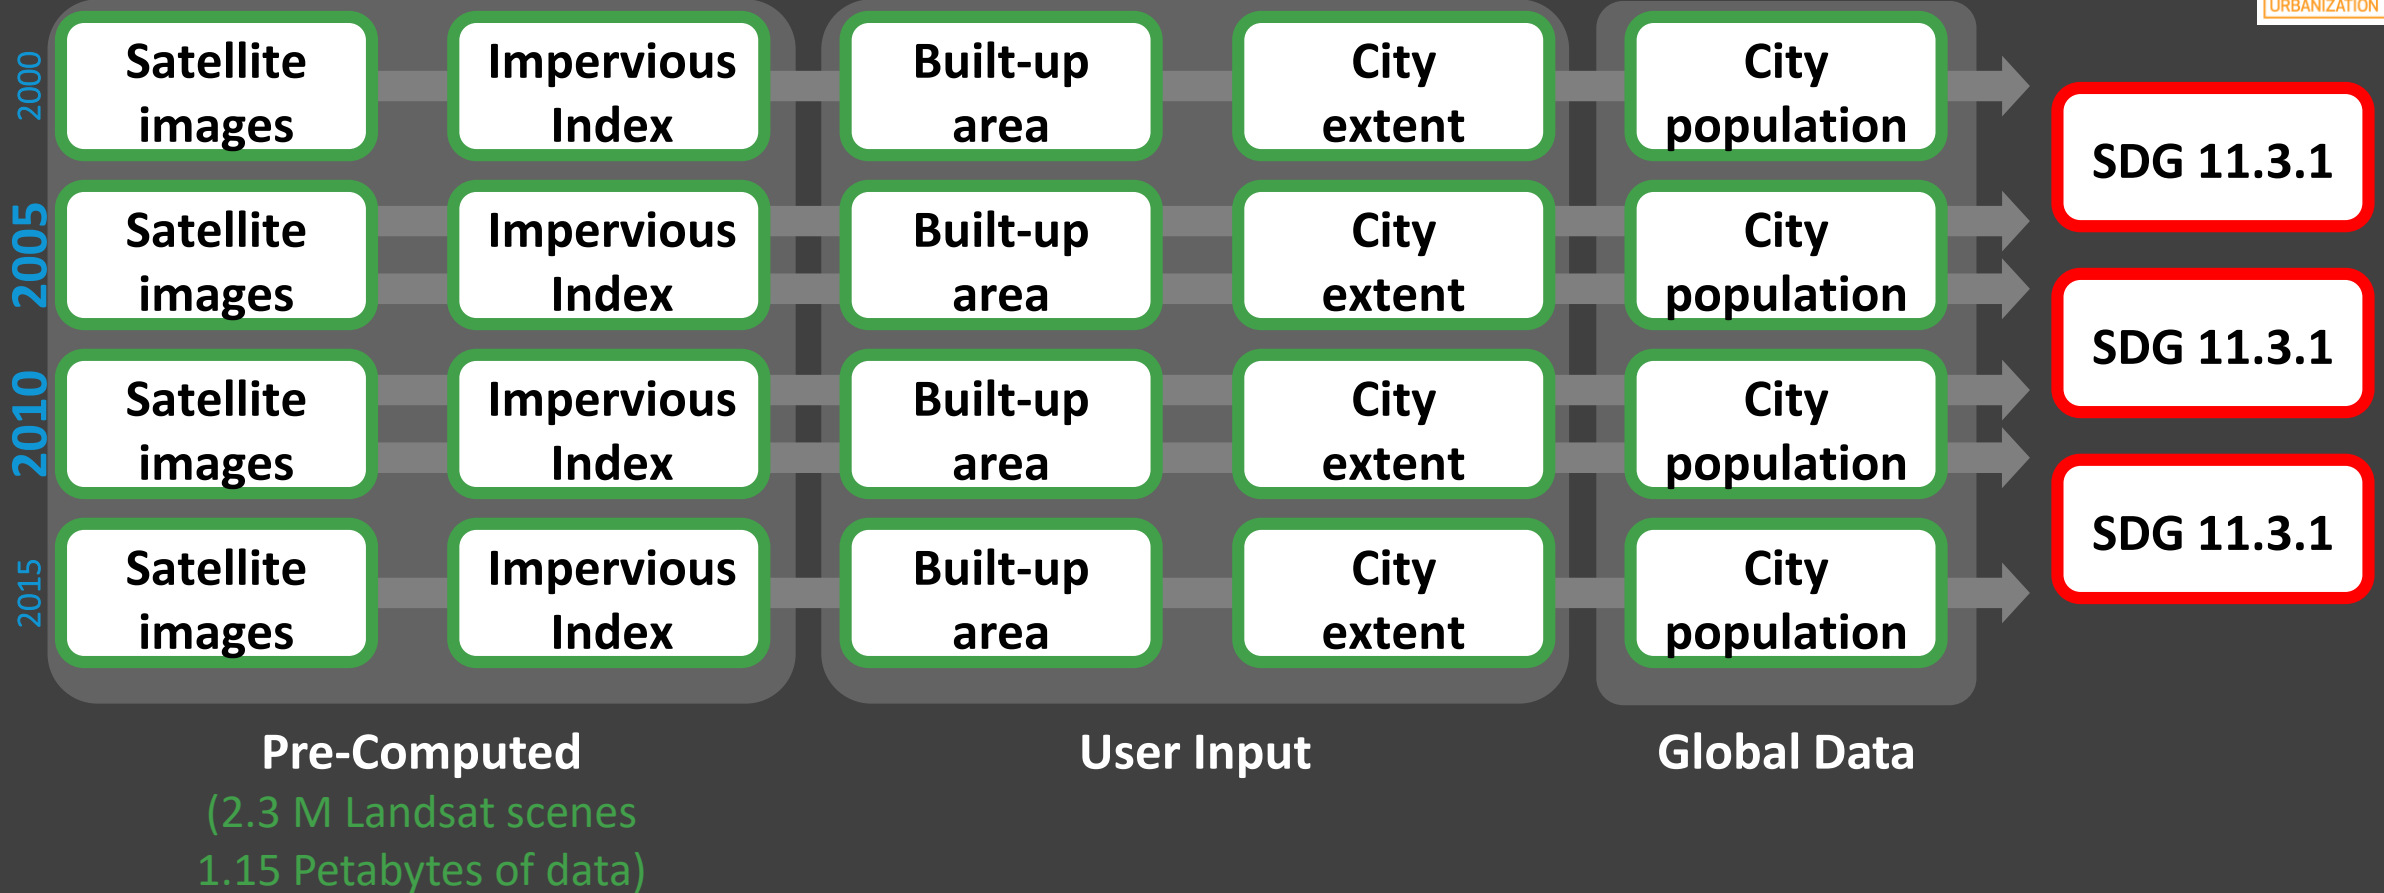 URBANIZATION
2000
Satellite
images
Impervious
Index
Built-up
area
City
extent
City
population
SDG 11.3.1
2005
Satellite
images
Impervious
Index
Built-up
area
City
extent
City
population
SDG 11.3.1
2010
Satellite
images
Impervious
Index
Built-up
area
City
extent
City
population
SDG 11.3.1
2015
Satellite
images
Impervious
Index
Built-up
area
City
extent
City
population
Pre-Computed
(2.3 M Landsat scenes
1.15 Petabytes of data)
User Input
Global Data